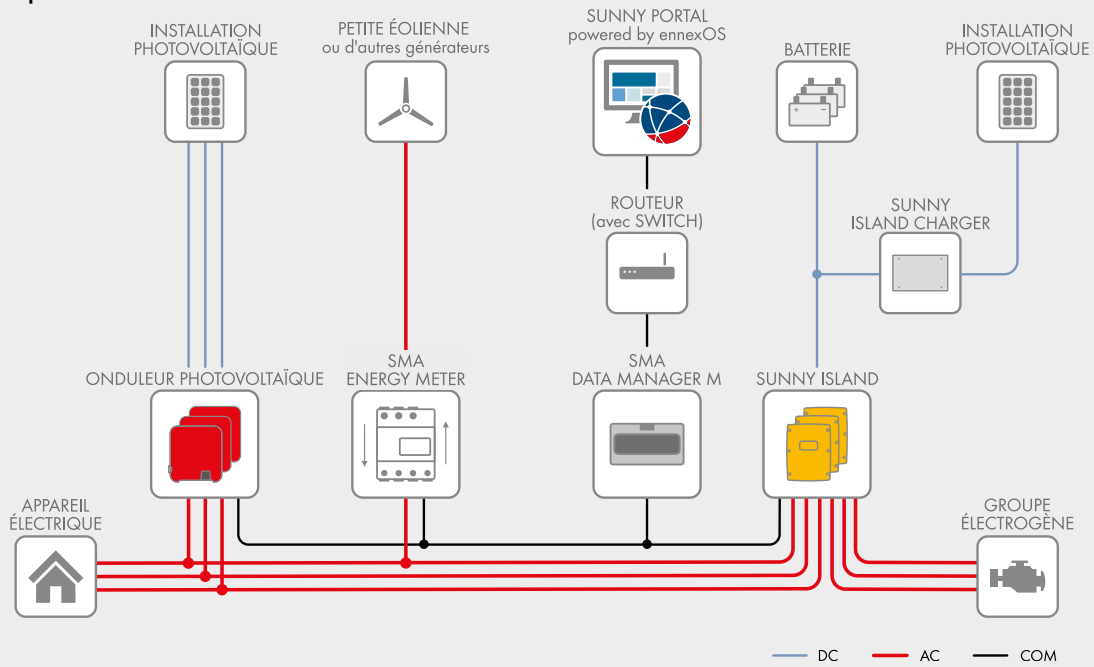 INSTALLATION
PHOTOVOLTAÏQUE
PETITE ÉOLIENNE
ou d'autres générateurs
SUNNY PORTAL
powered by ennexOS
BATTERIE
INSTALLATION
PHOTOVOLTAÏQUE
ROUTEUR
(avec SWITCH)
SUNNY
ISLAND CHARGER
ONDULEUR PHOTOVOLTAÏQUE
SMA
ENERGY METER
SMA
DATA MANAGER M
SUNNY ISLAND
APPAREIL
ÉLECTRIQUE
GROUPE
ÉLECTROGÈNE
DC
AC
COM